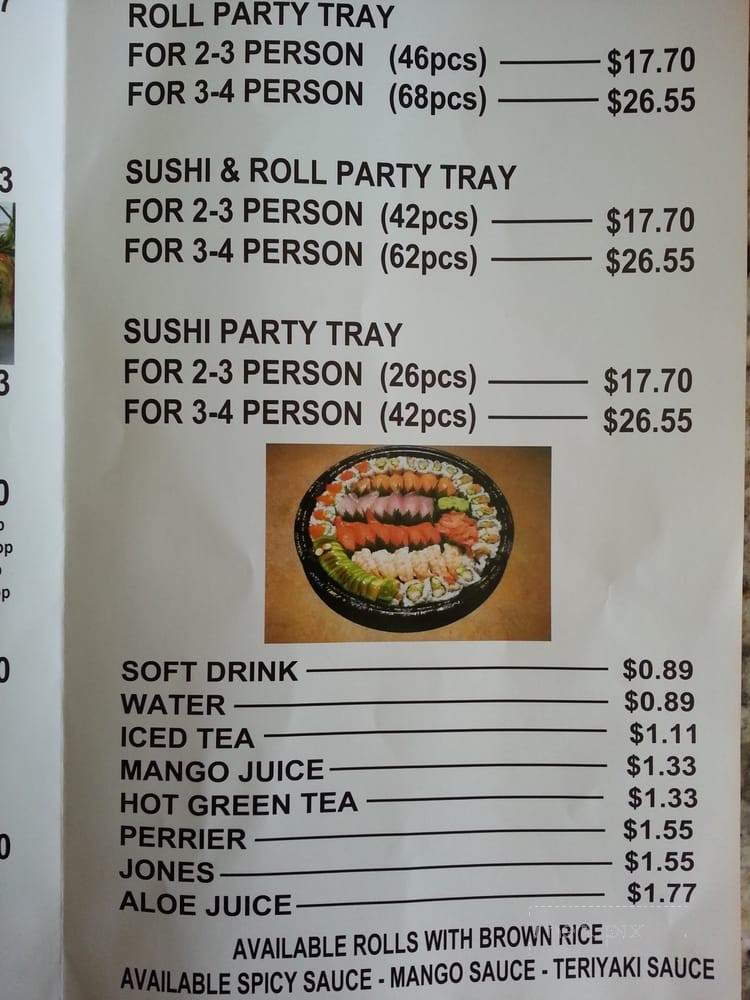 ROLL PARTY TRAY
FOR 2-3 PERSON (46pcs) $17.70
FOR 3-4 PERSON (68pcs) $26.55
SUSHI & ROLL PARTY TRAY
FOR 2-3 PERSON (42pcs) $17.70
FOR 3-4 PERSON (62pcs) $26.55
SUSHI PARTY TRAY
FOR 2-3 PERSON (26pcs) $17.70
FOR 3-4 PERSON (42pcs) $26.55
SOFT DRINK $0.89
WATER $0.89
ICED TEA $1.11
MANGO JUICE $1.33
HOT GREEN TEA $1.33
PERRIER $1.55
JONES $1.55
ALOE JUICE $1.77
AVAILABLE ROLLS WITH BROWN RICE
AVAILABLE SPICY SAUCE - MANGO SAUCE - TERIYAKI SAUCE